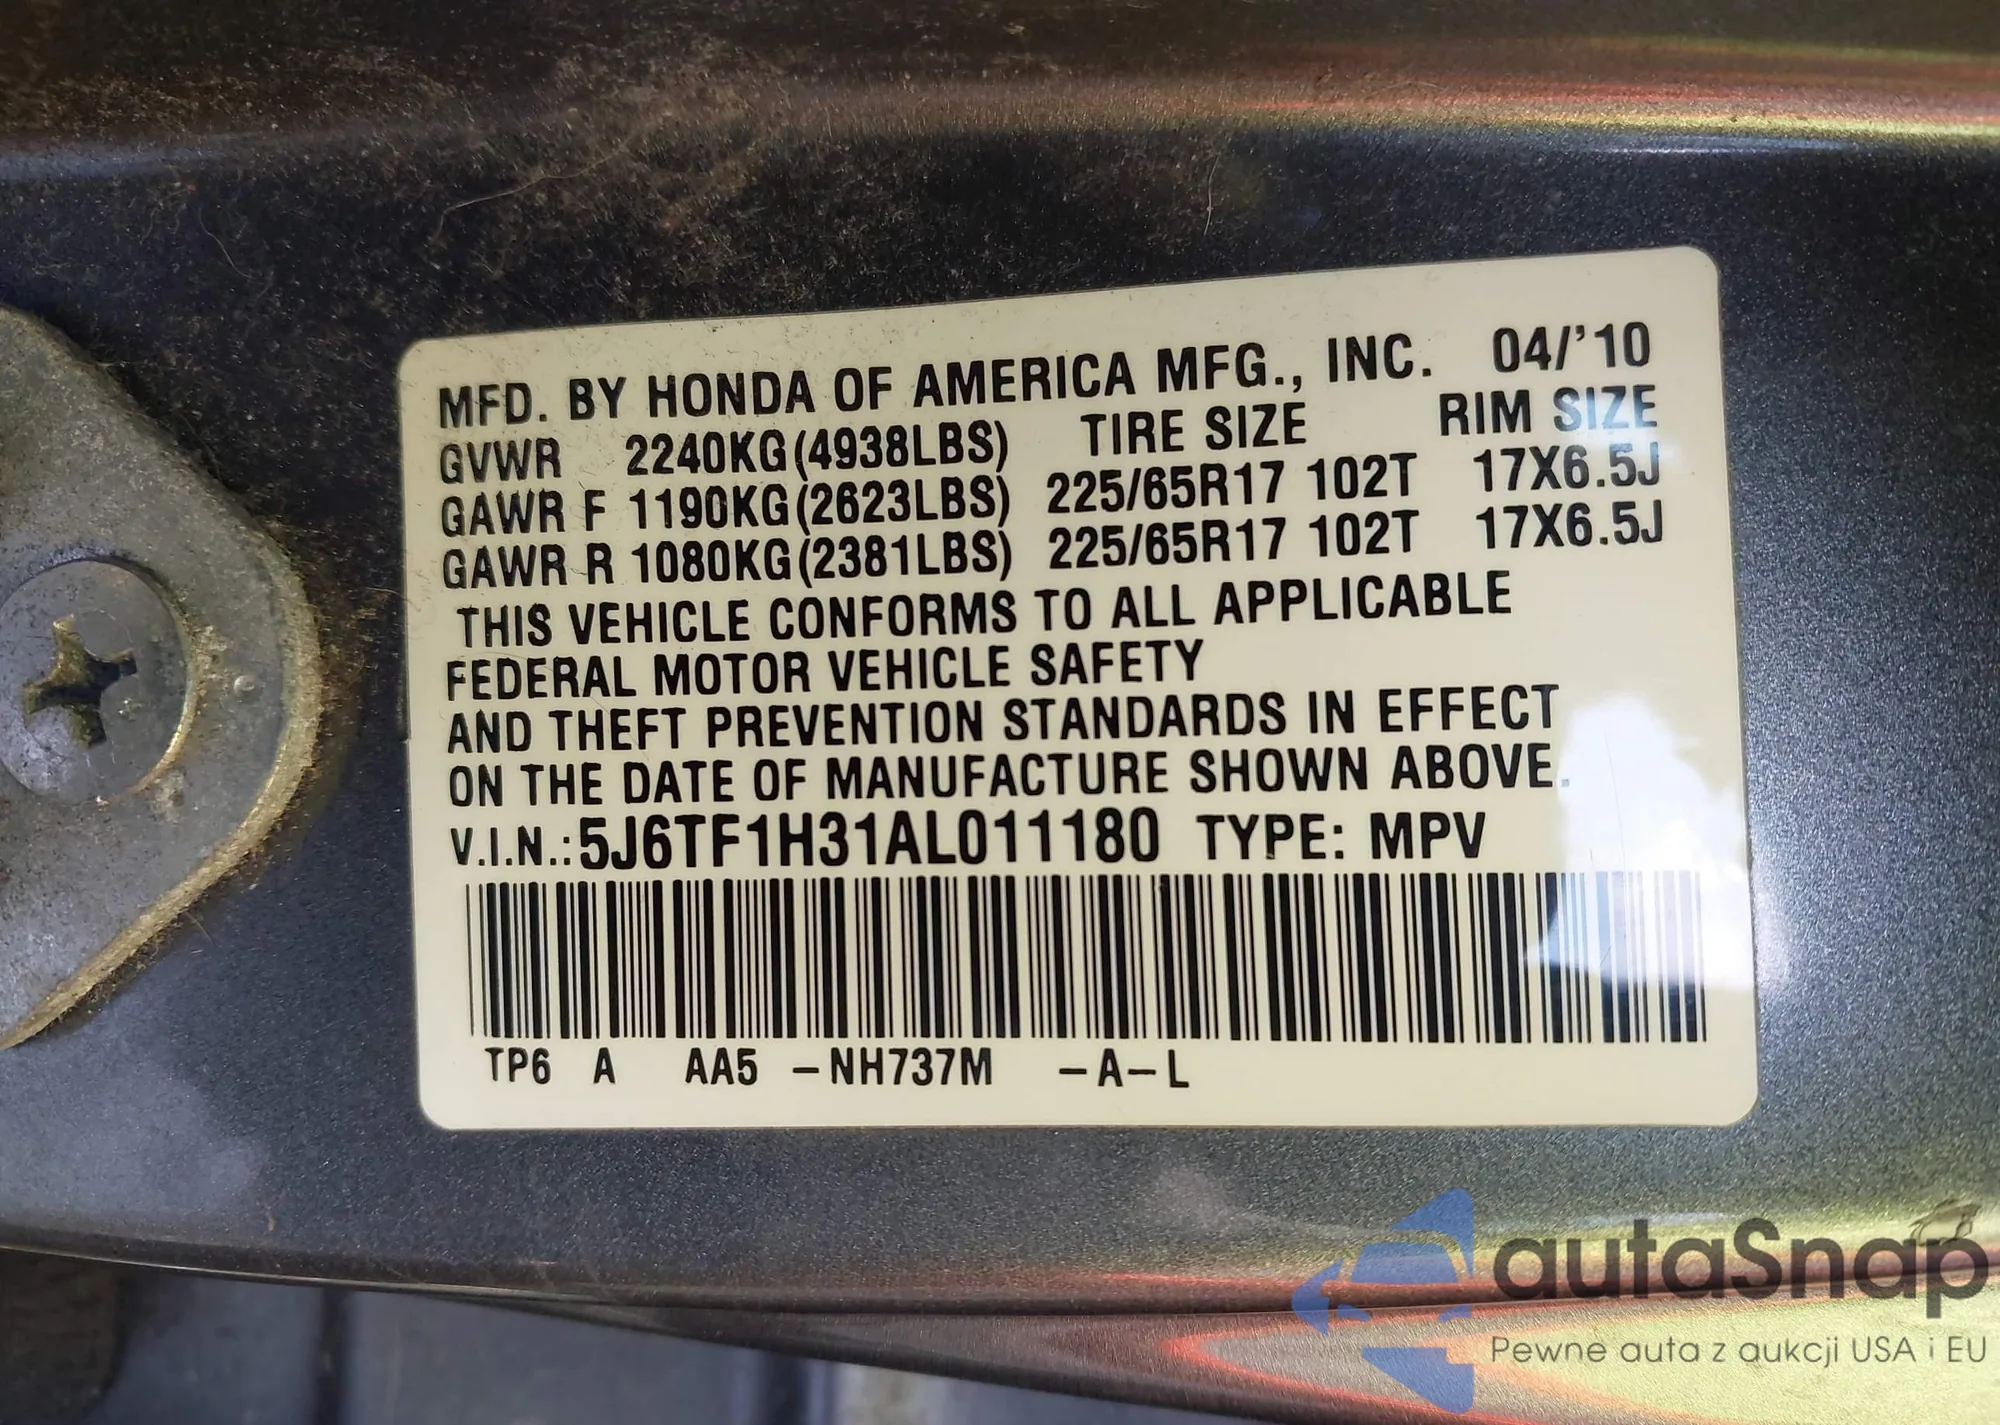 MFD. BY HONDA OF AMERICA MFG., INC. 04/'10
GVWR 2240KG(4938LBS) TIRE SIZE RIM SIZE
GAWR F 1190KG(2623LBS) 225/65R17 102T 17X6.5J
GAWR R 1080KG(2381LBS) 225/65R17 102T 17X6.5J
THIS VEHICLE CONFORMS TO ALL APPLICABLE
FEDERAL MOTOR VEHICLE SAFETY
AND THEFT PREVENTION STANDARDS IN EFFECT
ON THE DATE OF MANUFACTURE SHOWN ABOVE.
V.I.N.:5J6TF1H31AL011180 TYPE: MPV
TP6 A AA5 -NH737M -A-L
autaSnap
Pewne auta z aukcji USA i EU